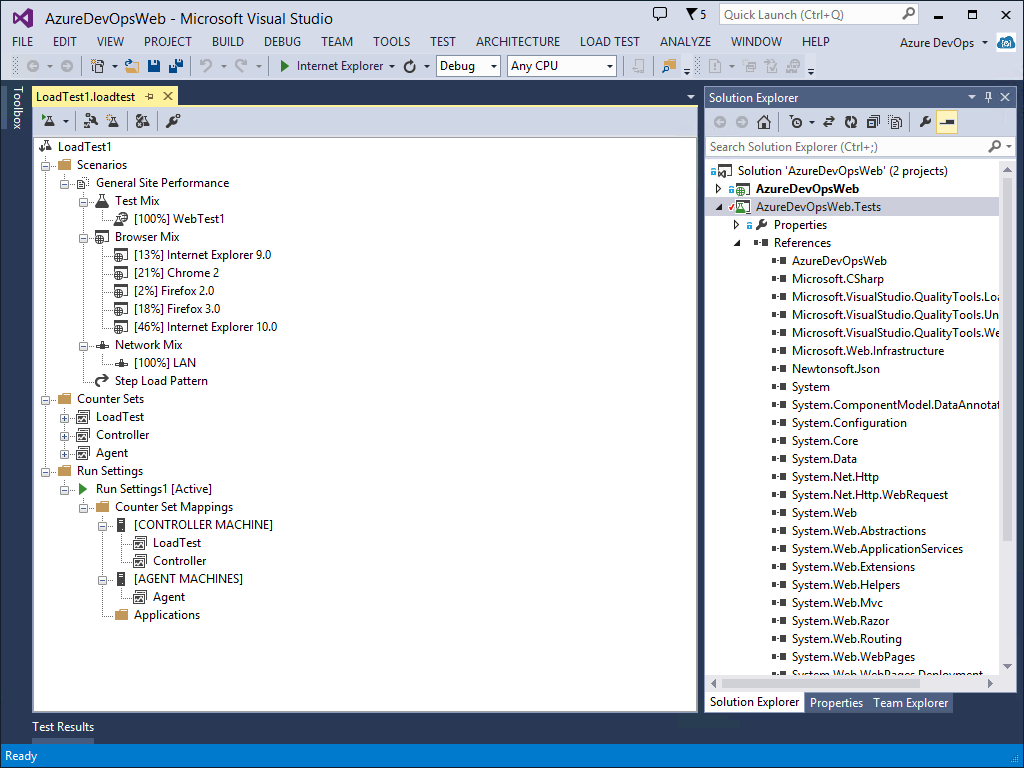 AzureDevOpsWeb - Microsoft Visual Studio
5
Quick Launch (Ctrl+Q)
FILE EDIT VIEW PROJECT BUILD DEBUG TEAM TOOLS TEST ARCHITECTURE LOAD TEST ANALYZE WINDOW HELP
Azure DevOps
Internet Explorer
Debug
Any CPU
Toolbox
LoadTest1.loadtest
LoadTest1
Scenarios
General Site Performance
Test Mix
[100%] WebTest1
Browser Mix
[13%] Internet Explorer 9.0
[21%] Chrome 2
[2%] Firefox 2.0
[18%] Firefox 3.0
[46%] Internet Explorer 10.0
Network Mix
[100%] LAN
Step Load Pattern
Counter Sets
LoadTest
Controller
Agent
Run Settings
Run Settings1 [Active]
Counter Set Mappings
[CONTROLLER MACHINE]
LoadTest
Controller
[AGENT MACHINES]
Agent
Applications
Solution Explorer
Search Solution Explorer (Ctrl+;)
Solution 'AzureDevOpsWeb' (2 projects)
AzureDevOpsWeb
AzureDevOpsWeb.Tests
Properties
References
AzureDevOpsWeb
Microsoft.CSharp
Microsoft.VisualStudio.QualityTools.Loa
Microsoft.VisualStudio.QualityTools.Un
Microsoft.VisualStudio.QualityTools.We
Microsoft.Web.Infrastructure
Newtonsoft.Json
System
System.ComponentModel.DataAnnotat
System.Configuration
System.Core
System.Data
System.Net.Http
System.Net.Http.WebRequest
System.Web
System.Web.Abstractions
System.Web.ApplicationServices
System.Web.Extensions
System.Web.Helpers
System.Web.Mvc
System.Web.Razor
System.Web.Routing
System.Web.WebPages
System.Web.WebPages.Deployment
Solution Explorer
Properties
Team Explorer
Test Results
Ready